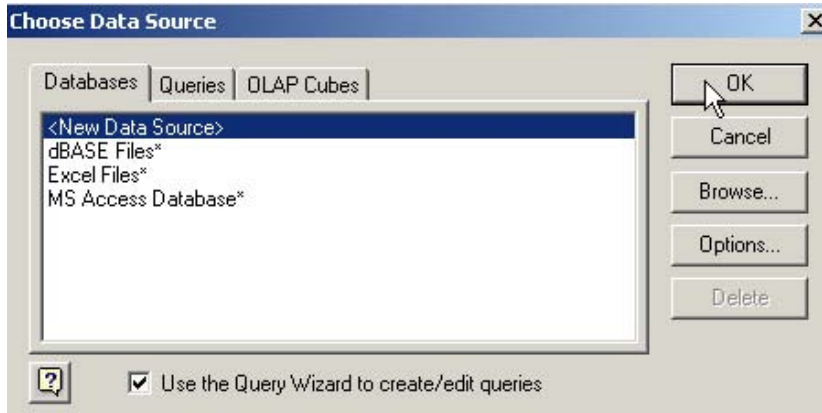 Choose Data Source
Databases Queries OLAP Cubes
<New Data Source>
dBASE Files*
Excel Files*
MS Access Database*
OK
Cancel
Browse...
Options...
Delete
Use the Query Wizard to create/edit queries